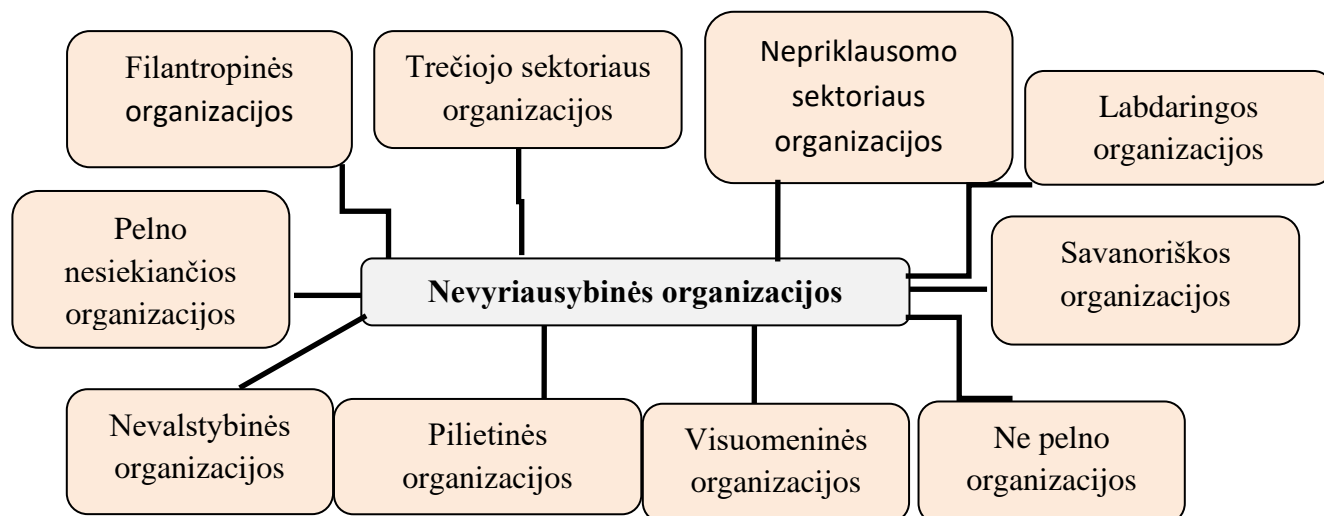 Filantropinės
organizacijos
Trečiojo sektoriaus
organizacijos
Nepriklausomo
sektoriaus
organizacijos
Labdaringos
organizacijos
Pelno
nesiekiančios
organizacijos
Nevyriausybinės organizacijos
Savanoriškos
organizacijos
Nevalstybinės
organizacijos
Pilietinės
organizacijos
Visuomeninės
organizacijos
Ne pelno
organizacijos